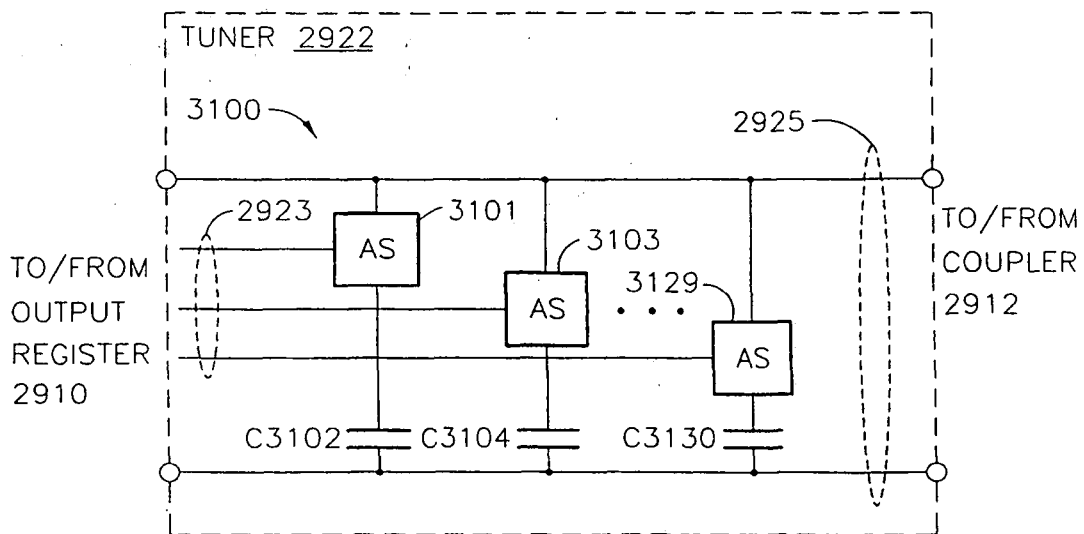 TUNER 2922
3100
2925
2923
3101
AS
3103
AS
3129
AS
TO/FROM
OUTPUT
REGISTER
2910
TO/FROM
COUPLER
2912
C3102
C3104
C3130